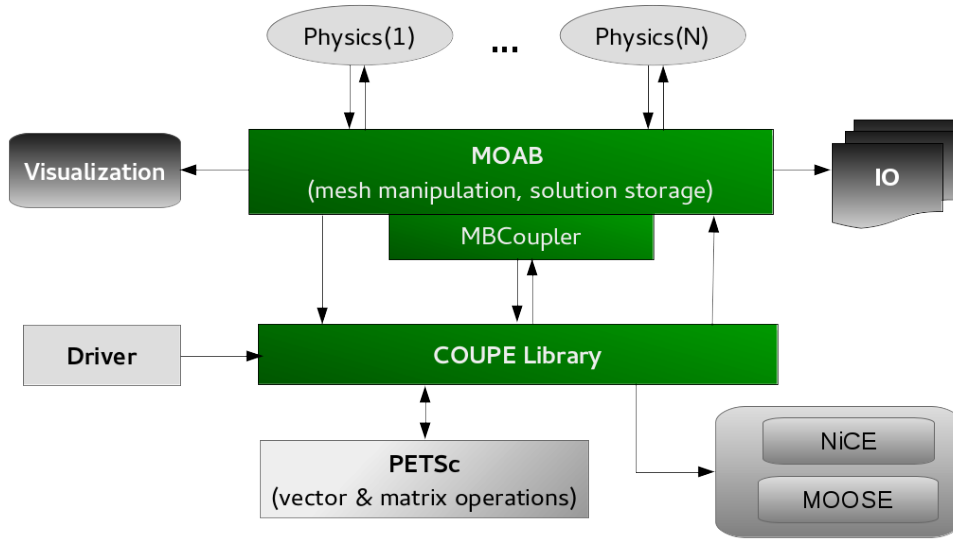 Physics(1) ... Physics(N)
Visualization
MOAB
(mesh manipulation, solution storage)
IO
MBCoupler
Driver
COUPE Library
PETSc
(vector & matrix operations)
NiCE
MOOSE